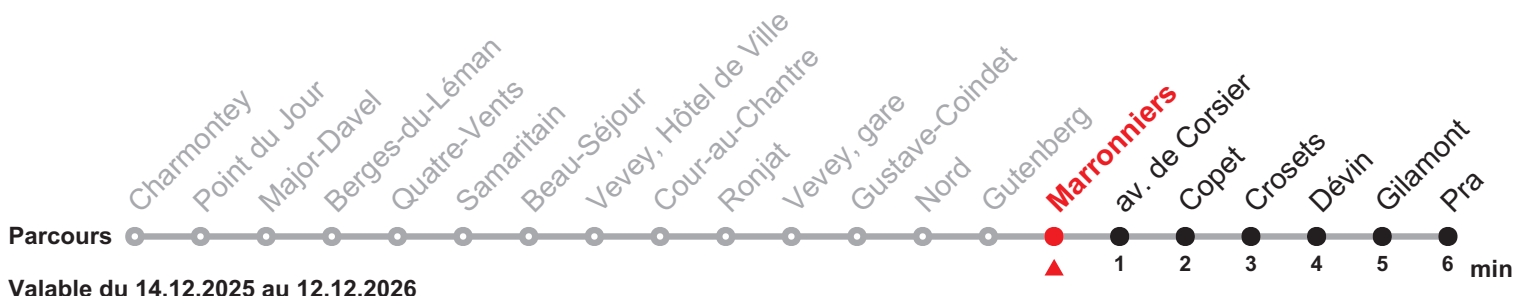 Charmontey
Point du Jour
Major-Davel
Berges-du-Léman
Quatre-Vents
Samaritain
Beau-Séjour
Vevey, Hôtel de Ville
Cour-au-Chantre
Ronjat
Vevey, gare
Gustave-Coindet
Nord
Gutenberg
Marronniers
av. de Corsier
Copet
Crosets
Dévin
Gilamont
Pra
Parcours
1 2 3 4 5 6 min
Valable du 14.12.2025 au 12.12.2026